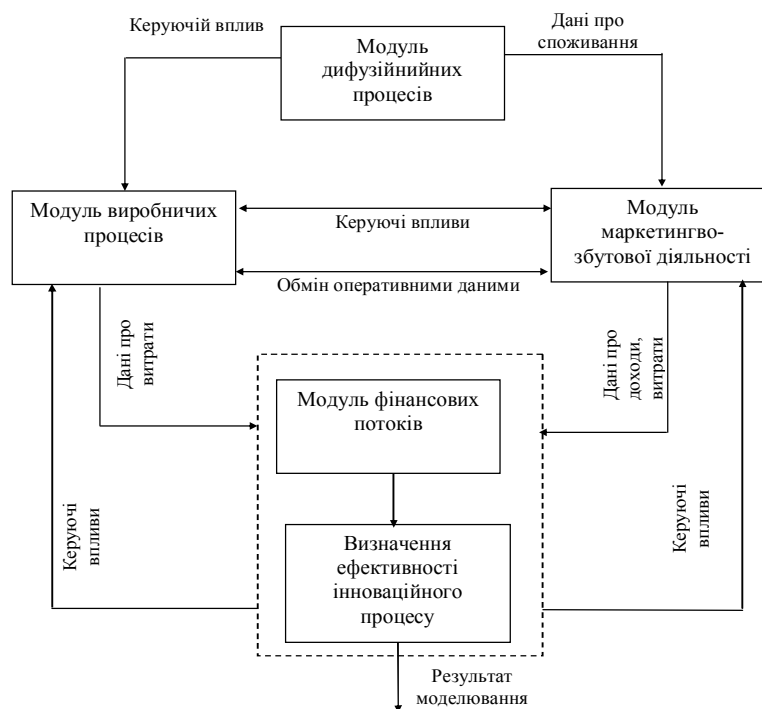 Керуючій вплив
Модуль
дифузійнийних
процесів
Дані про
споживання
Модуль виробничих
процесів
Керуючі впливи
Модуль
маркетингво-
збутової діяльності
Обмін оперативними даними
Дані про
витрати
Модуль фінансових
потоків
Дані про
доходи,
витрати
Керуючі
впливи
Визначення
ефективності
інноваційного
процесу
Керуючі
впливи
Результат
моделювання